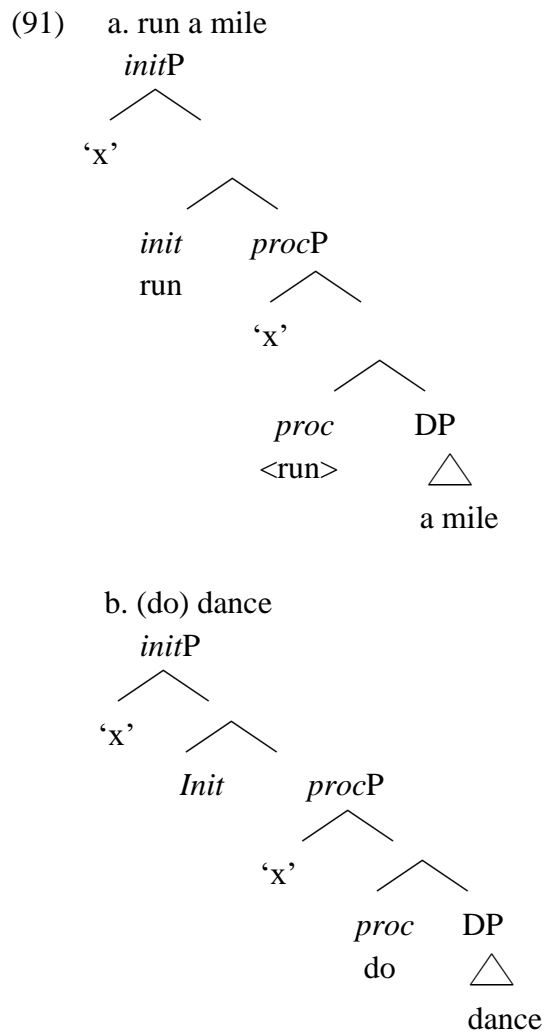 (91) a. run a mile
initP
‘x’
init procP
run
‘x’
proc DP
<run>
a mile
b. (do) dance
initP
‘x’
Init procP
‘x’
proc DP
do
dance